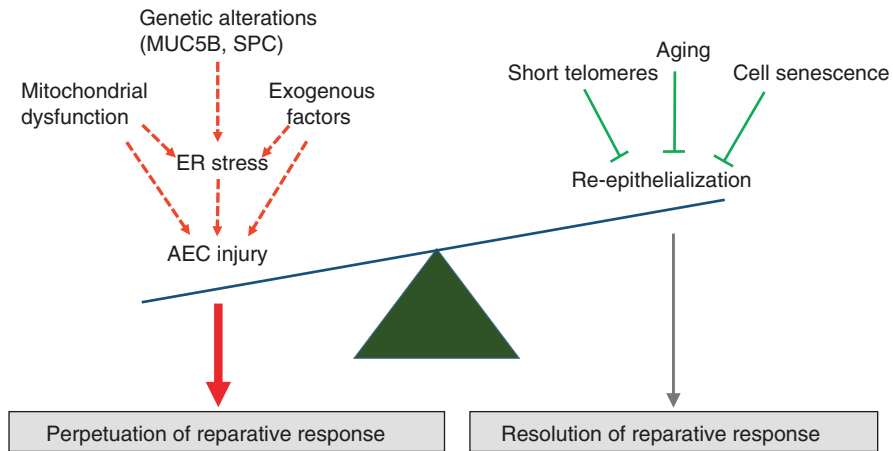 Genetic alterations
(MUC5B, SPC)
Mitochondrial
dysfunction
Exogenous
factors
ER stress
AEC injury
Aging
Short telomeres
Cell senescence
Re-epithelialization
Perpetuation of reparative response
Resolution of reparative response